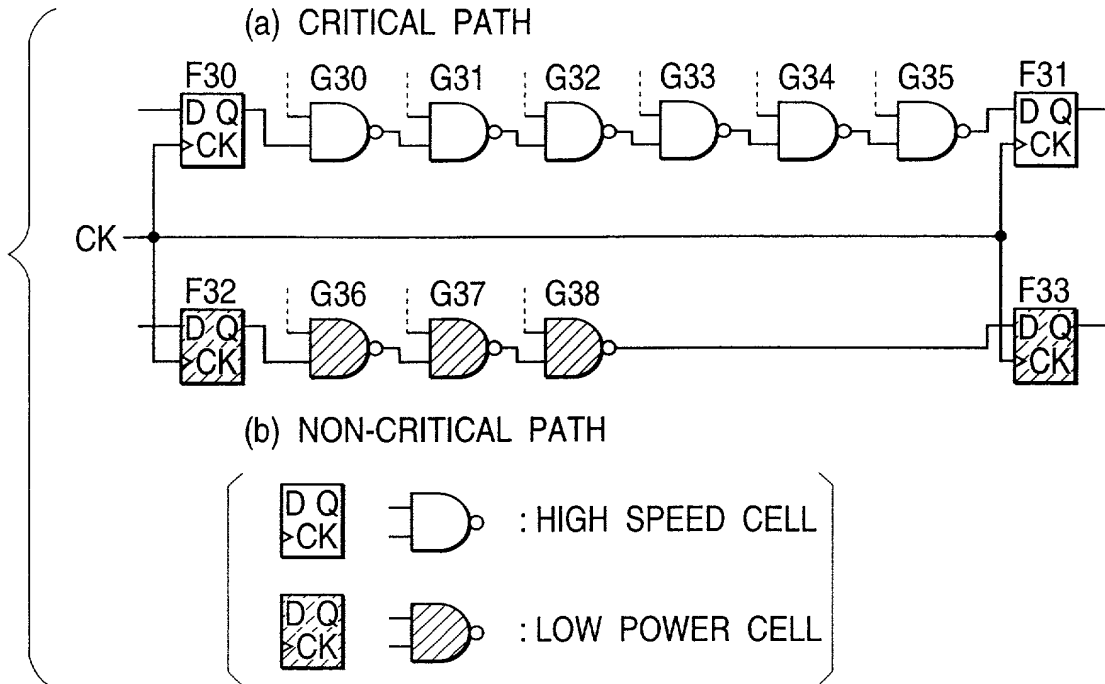 (a) CRITICAL PATH
F30 G30 G31 G32 G33 G34 G35 F31
D Q D Q
CK CK
CK
F32 G36 G37 G38 F33
D Q D Q
CK CK
(b) NON-CRITICAL PATH
D Q
CK : HIGH SPEED CELL
D Q
CK : LOW POWER CELL